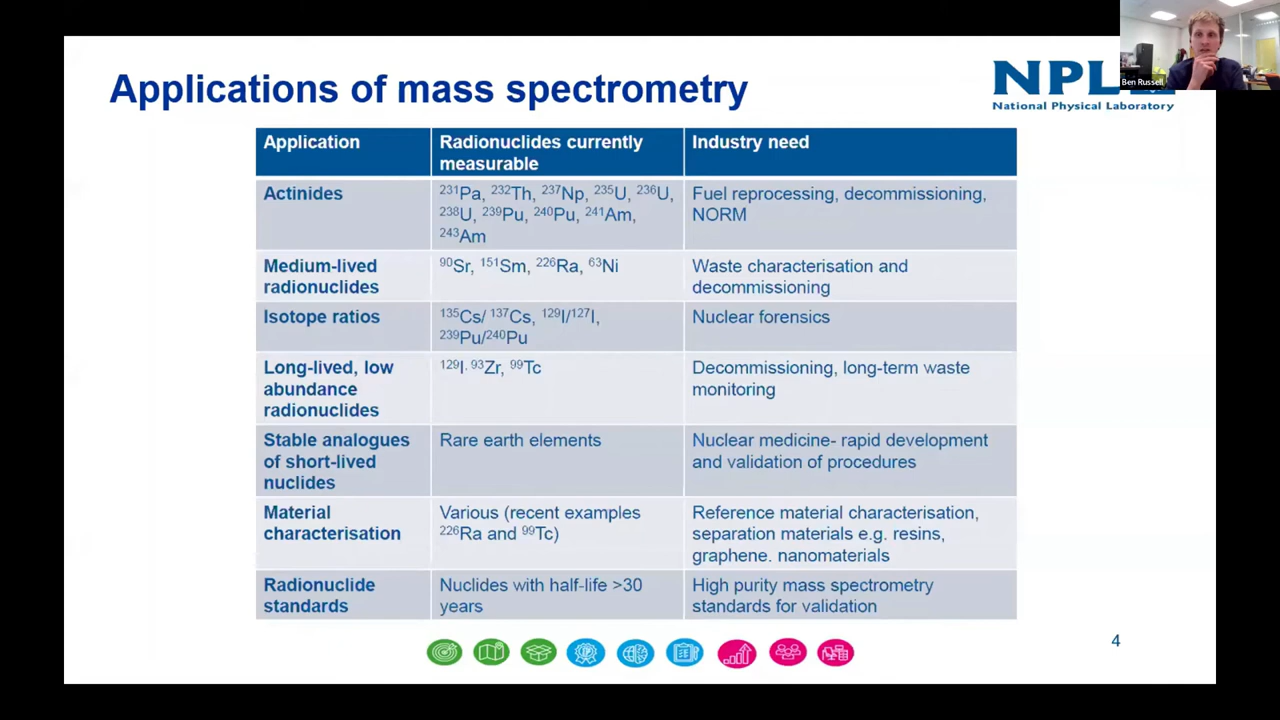 Applications of mass spectrometry
NPL
National Physical Laboratory
Ben Russell
Application
Radionuclides currently
measurable
Industry need
Actinides
²³¹Pa, ²³²Th, ²³⁷Np, ²³⁵U, ²³⁶U,
²³⁸U, ²³⁹Pu, ²⁴⁰Pu, ²⁴¹Am,
²⁴³Am
Fuel reprocessing, decommissioning,
NORM
Medium-lived
radionuclides
⁹⁰Sr, ¹⁵¹Sm, ²²⁶Ra, ⁶³Ni
Waste characterisation and
decommissioning
Isotope ratios
¹³⁵Cs/ ¹³⁷Cs, ¹²⁹I/¹²⁷I,
²³⁹Pu/²⁴⁰Pu
Nuclear forensics
Long-lived, low
abundance
radionuclides
¹²⁹I, ⁹³Zr, ⁹⁹Tc
Decommissioning, long-term waste
monitoring
Stable analogues
of short-lived
nuclides
Rare earth elements
Nuclear medicine- rapid development
and validation of procedures
Material
characterisation
Various (recent examples
²²⁶Ra and ⁹⁹Tc)
Reference material characterisation,
separation materials e.g. resins,
graphene. nanomaterials
Radionuclide
standards
Nuclides with half-life >30
years
High purity mass spectrometry
standards for validation
4